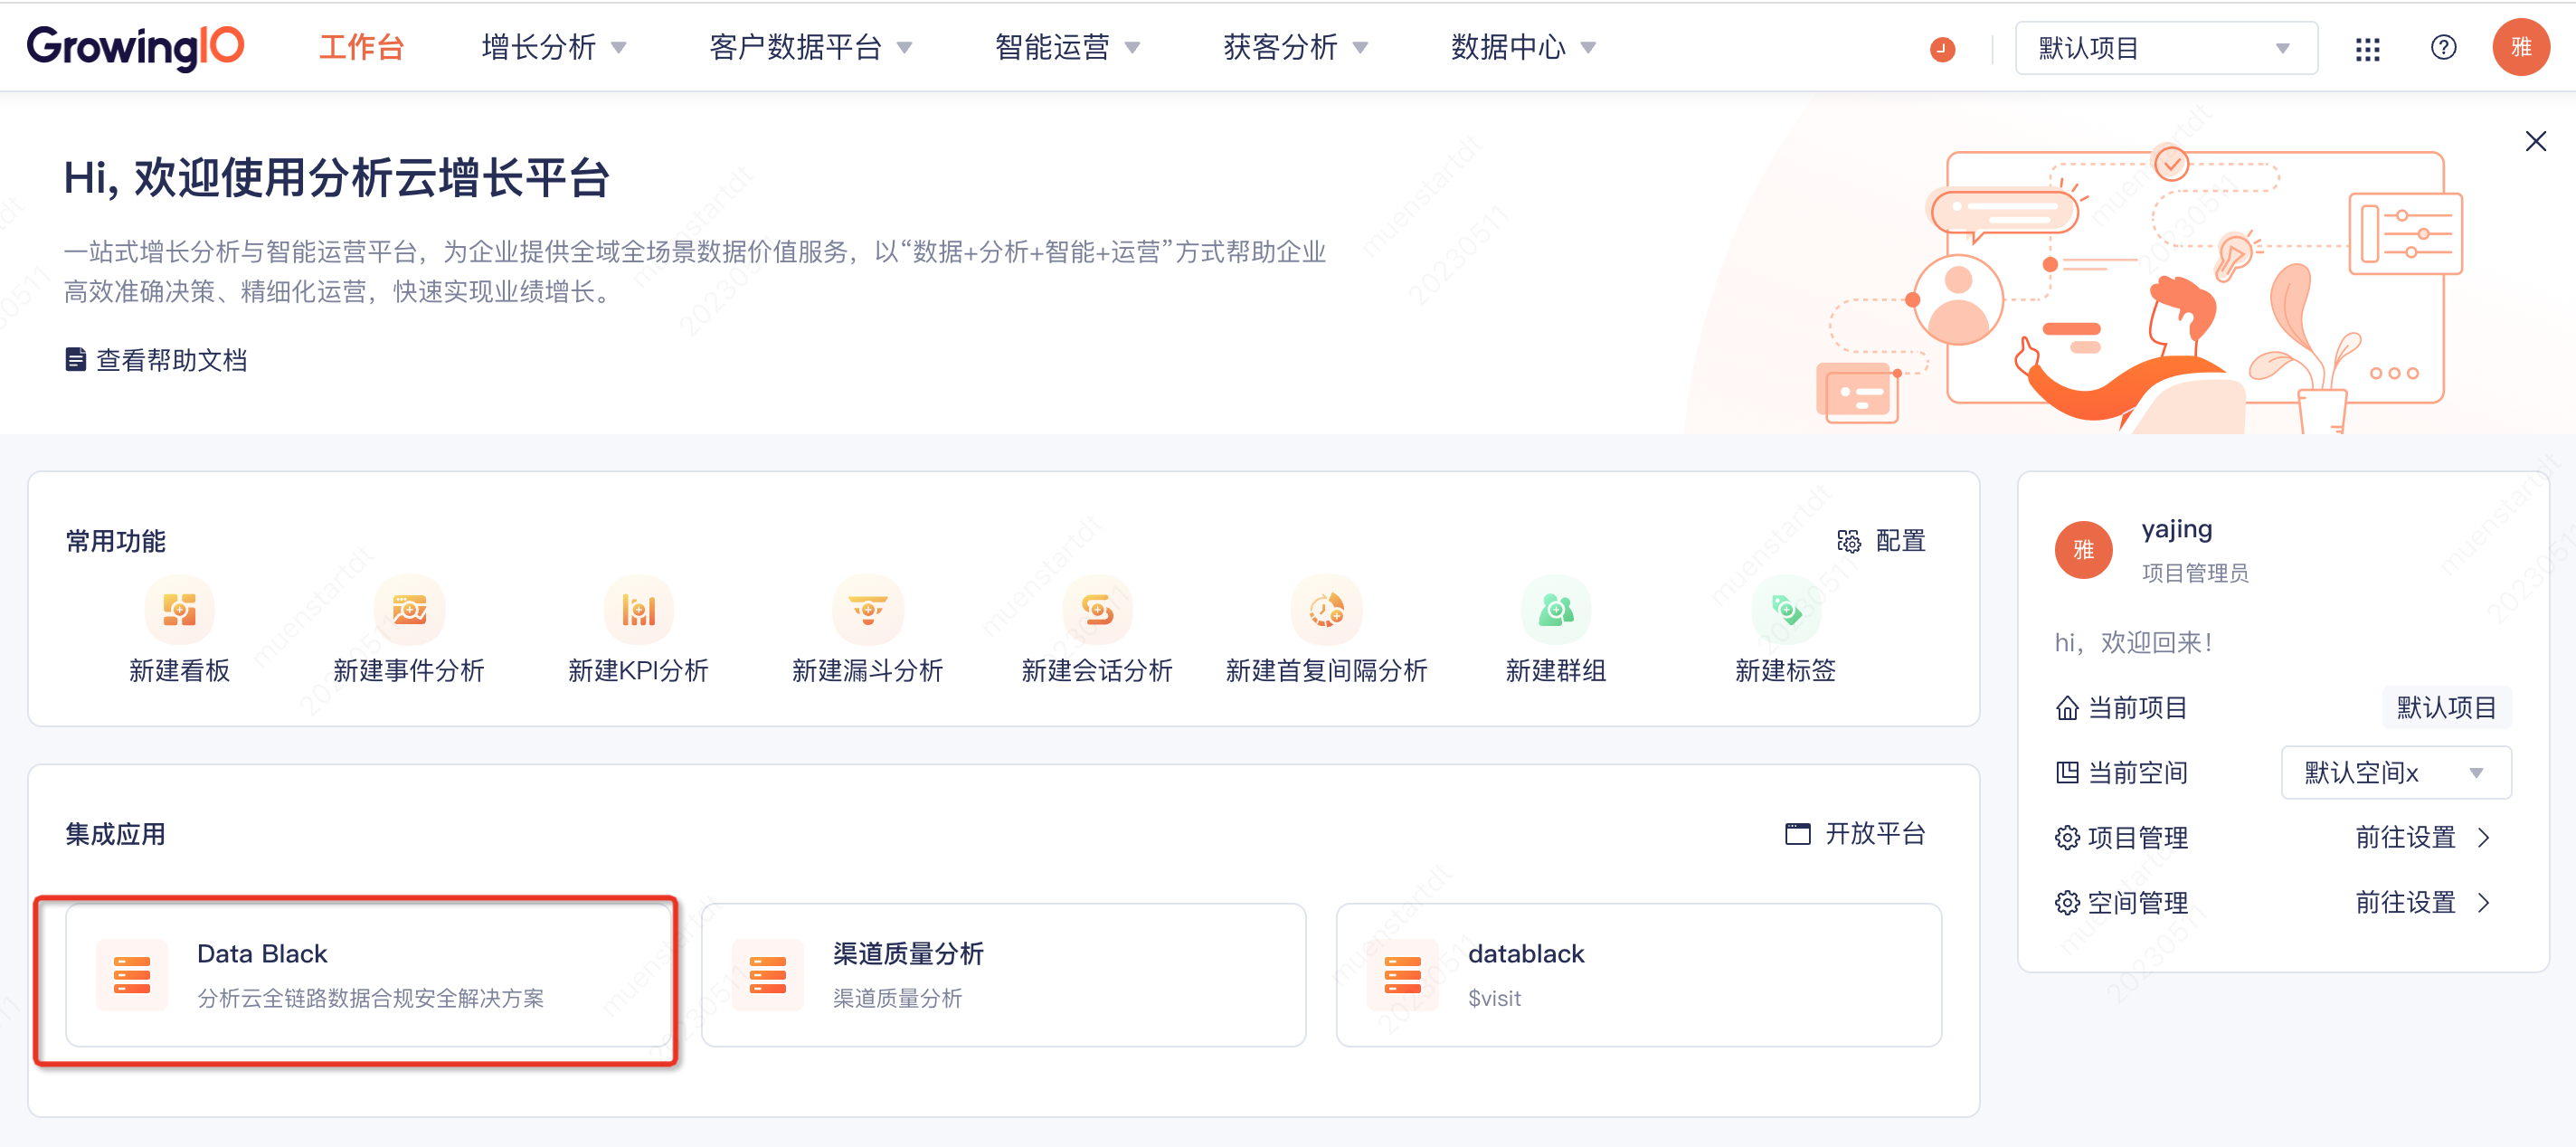 GrowingIO
工作台
增长分析
客户数据平台
智能运营
获客分析
数据中心
默认项目
雅
Hi, 欢迎使用分析云增长平台
一站式增长分析与智能运营平台，为企业提供全域全场景数据价值服务，以“数据+分析+智能+运营”方式帮助企业
高效准确决策、精细化运营，快速实现业绩增长。
查看帮助文档
常用功能
配置
新建看板
新建事件分析
新建KPI分析
新建漏斗分析
新建会话分析
新建首复间隔分析
新建群组
新建标签
集成应用
开放平台
Data Black
分析云全链路数据合规安全解决方案
渠道质量分析
渠道质量分析
datablack
$visit
雅
yajing
项目管理员
hi，欢迎回来！
当前项目
默认项目
当前空间
默认空间x
项目管理
前往设置
空间管理
前往设置
muenstartdt
20230511